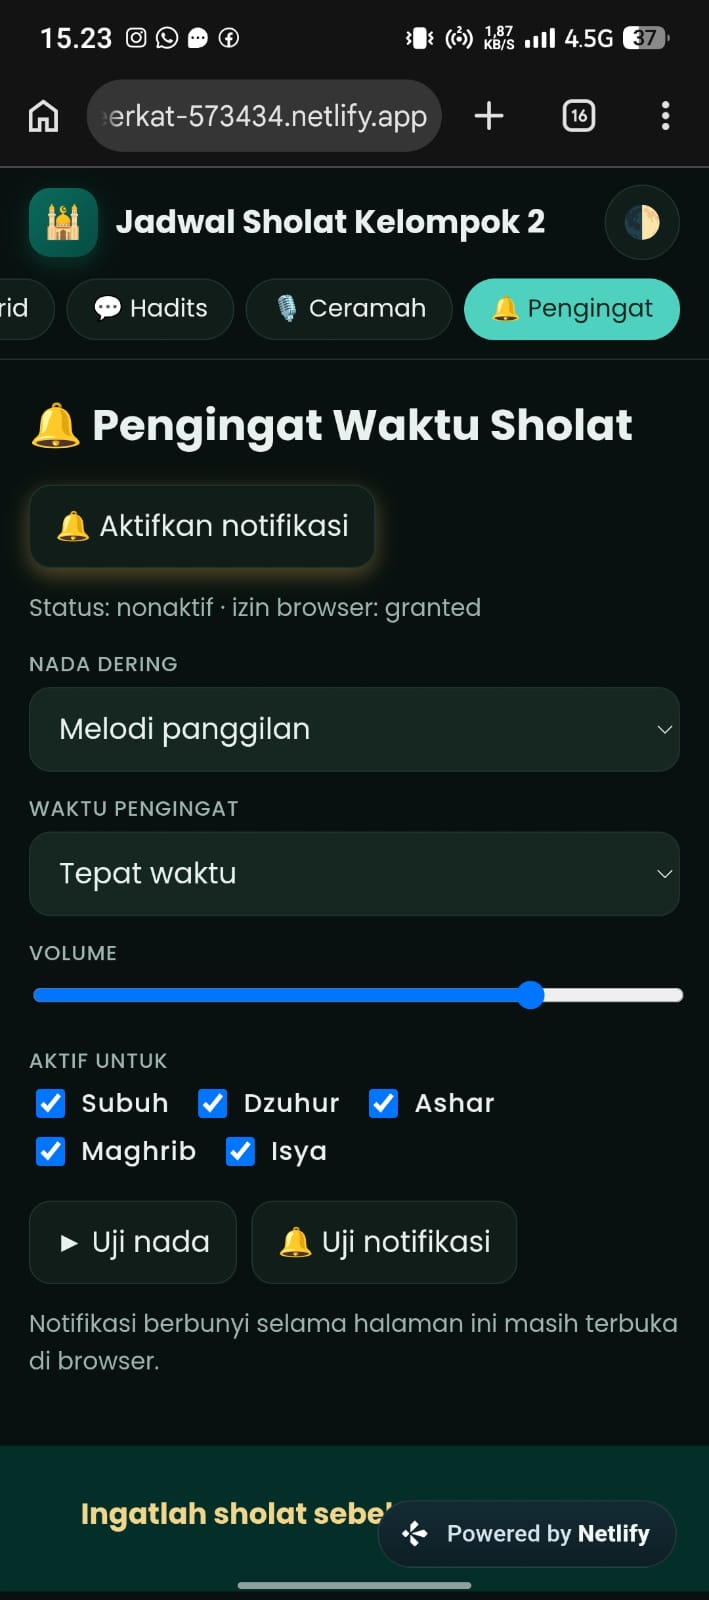 15.23
1,87
KB/S
4.5G
37
erkat-573434.netlify.app
16
Jadwal Sholat Kelompok 2
rid
Hadits
Ceramah
Pengingat
Pengingat Waktu Sholat
Aktifkan notifikasi
Status: nonaktif · izin browser: granted
NADA DERING
Melodi panggilan
WAKTU PENGINGAT
Tepat waktu
VOLUME
AKTIF UNTUK
Subuh Dzuhur Ashar
Maghrib Isya
Uji nada Uji notifikasi
Notifikasi berbunyi selama halaman ini masih terbuka
di browser.
Ingatlah sholat sebel
Powered by Netlify